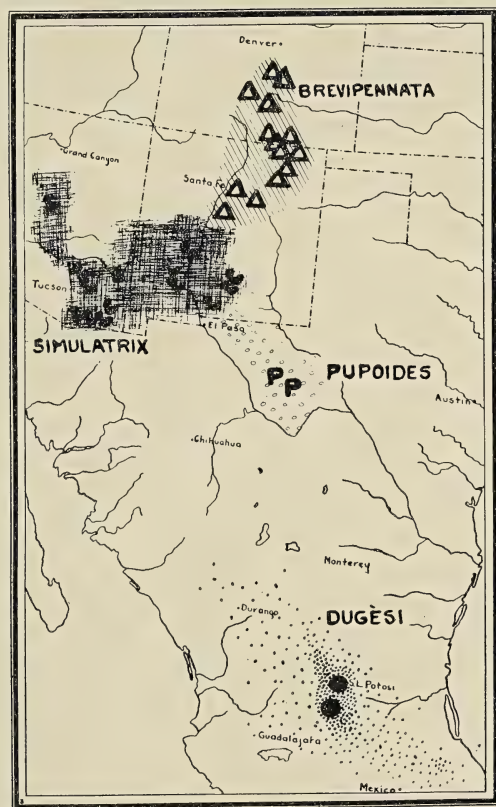 Denver
BREVIPENNATA
Grand Canyon
Santa Fe
Tucson
El Paso
SIMULATRIX
P P
PUPOIDES
Austin
Chihuahua
Monterey
Durango
DUGÈSI
S. L. Potosi
Guadalajara
Mexico